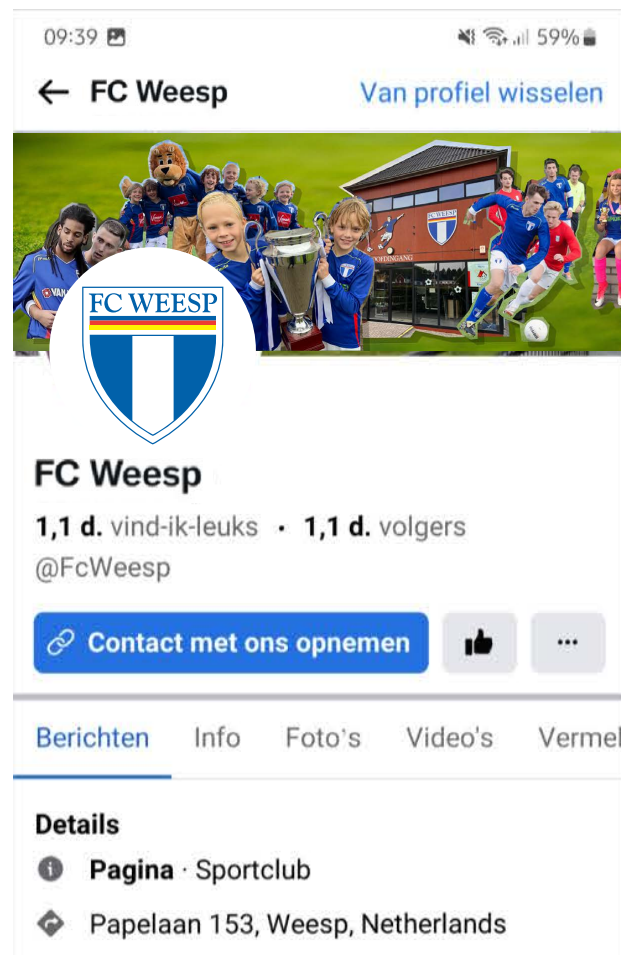 09:39 59%
FC Weesp Van profiel wisselen
FC WEESP
HOOFDINGANG
FC WEESP
FC Weesp
1,1 d. vind-ik-leuks · 1,1 d. volgers
@FcWeesp
Contact met ons opnemen
Berichten Info Foto's Video's Vermel
Details
Pagina · Sportclub
Papelaan 153, Weesp, Netherlands